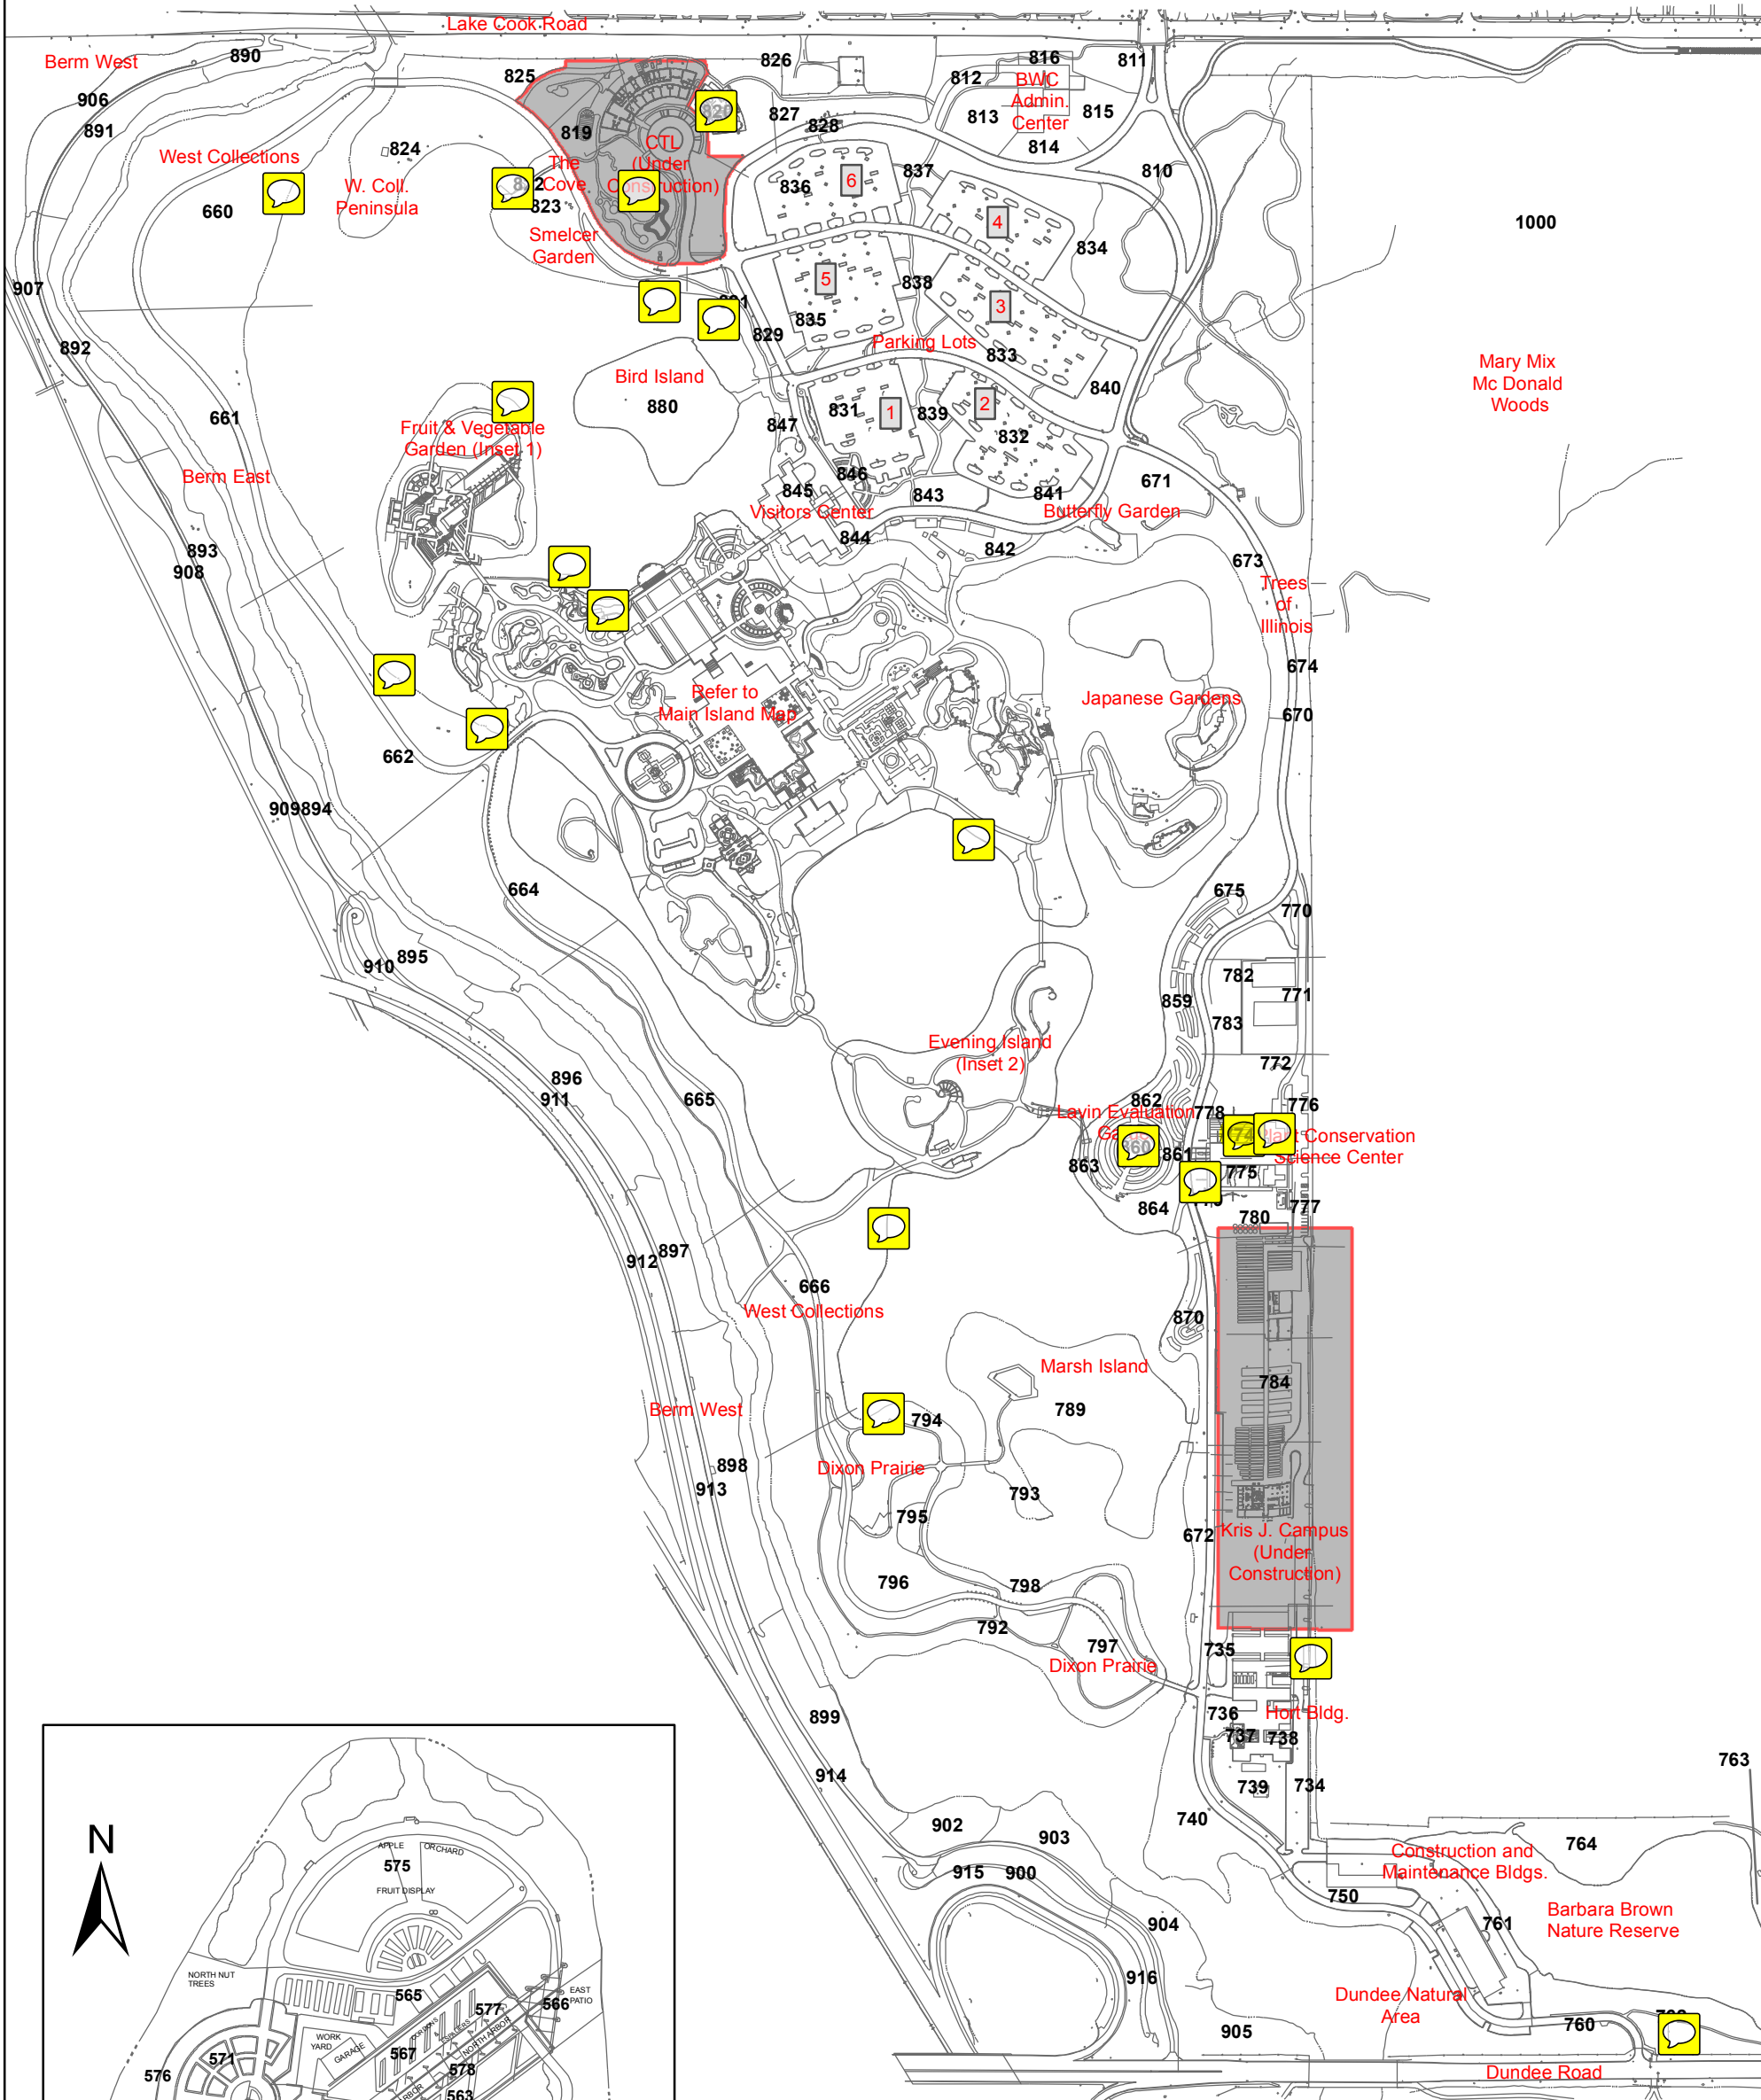 Lake Cook Road
Berm West
890
906
891
825
826
816
811
812
BWC
Admin.
Center
813
815
814
827
828
819
CTL
(Under
Construction)
The
Cove
824
West Collections
W. Coll.
Peninsula
660
823
Smelcer
Garden
836
6
837
810
4
834
1000
907
5
838
3
835
829
Parking Lots
833
892
Mary Mix
Mc Donald
Woods
Bird Island
880
840
661
831
1
839
2
832
847
Fruit & Vegetable
Garden (Inset 1)
Berm East
846
845
843
841
671
Visitors Center
Butterfly Garden
844
842
893
908
673
Trees
of
Illinois
674
Refer to
Main Island Map
Japanese Gardens
670
662
909
894
664
675
770
895
910
782
771
859
783
Evening Island
(Inset 2)
772
896
911
665
862
778
776
Lavin Evaluation
Plant Conservation
Science Center
861
863
775
864
780
777
912
897
666
West Collections
870
Marsh Island
784
789
Berm West
794
898
Dixon Prairie
913
793
795
672
Kris J. Campus
(Under
Construction)
796
798
792
797
Dixon Prairie
735
899
736
Hort Bldg.
737
738
763
914
739
734
740
902
903
Construction and
Maintenance Bldgs.
764
915
900
750
Barbara Brown
Nature Reserve
904
761
916
Dundee Natural
Area
905
760
Dundee Road
N
APPLE
ORCHARD
575
FRUIT DISPLAY
NORTH NUT
TREES
565
577
566
EAST
PATIO
WORK
YARD
GARAGE
NORTH ARBOR
567
571
576
578
563